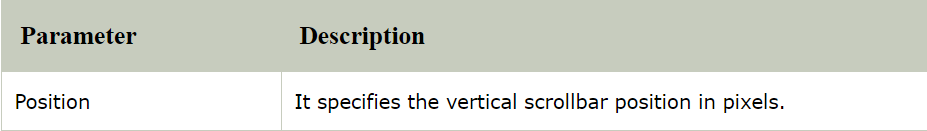 Parameter Description
Position It specifies the vertical scrollbar position in pixels.